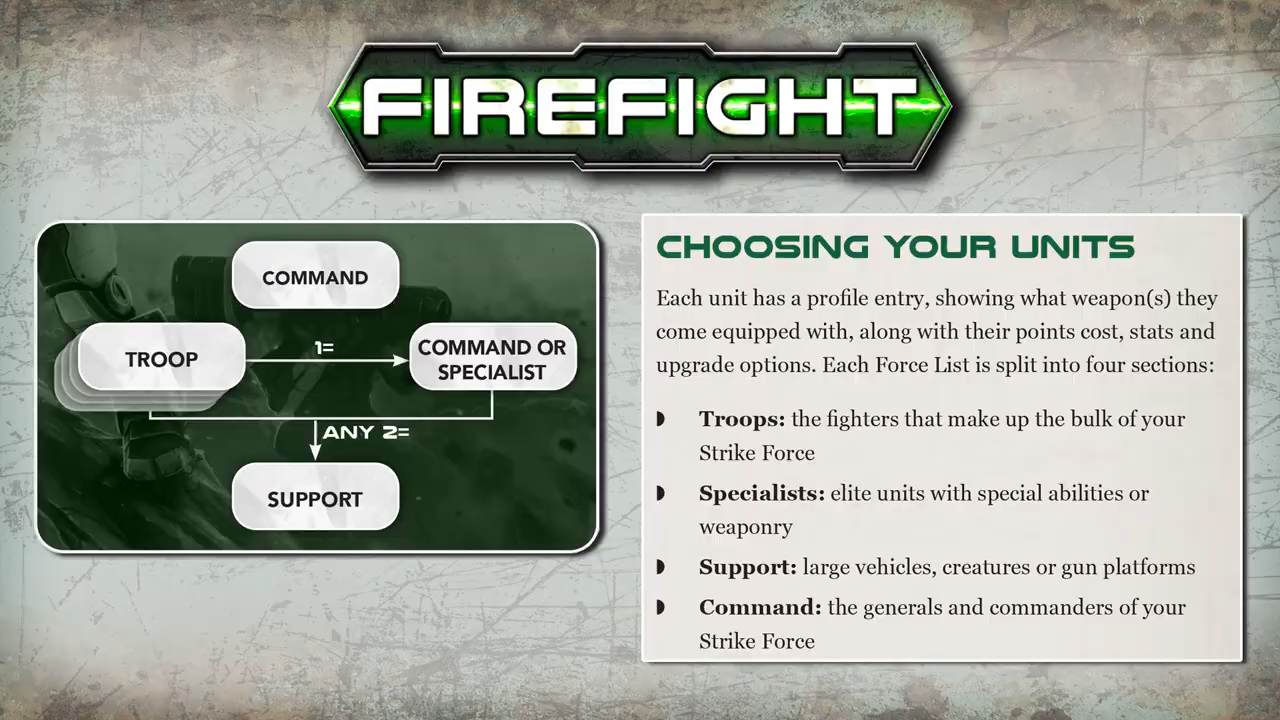 FIREFIGHT
COMMAND
TROOP
1=
COMMAND OR
SPECIALIST
ANY 2=
SUPPORT
CHOOSING YOUR UNITS
Each unit has a profile entry, showing what weapon(s) they
come equipped with, along with their points cost, stats and
upgrade options. Each Force List is split into four sections:
Troops: the fighters that make up the bulk of your
Strike Force
Specialists: elite units with special abilities or
weaponry
Support: large vehicles, creatures or gun platforms
Command: the generals and commanders of your
Strike Force